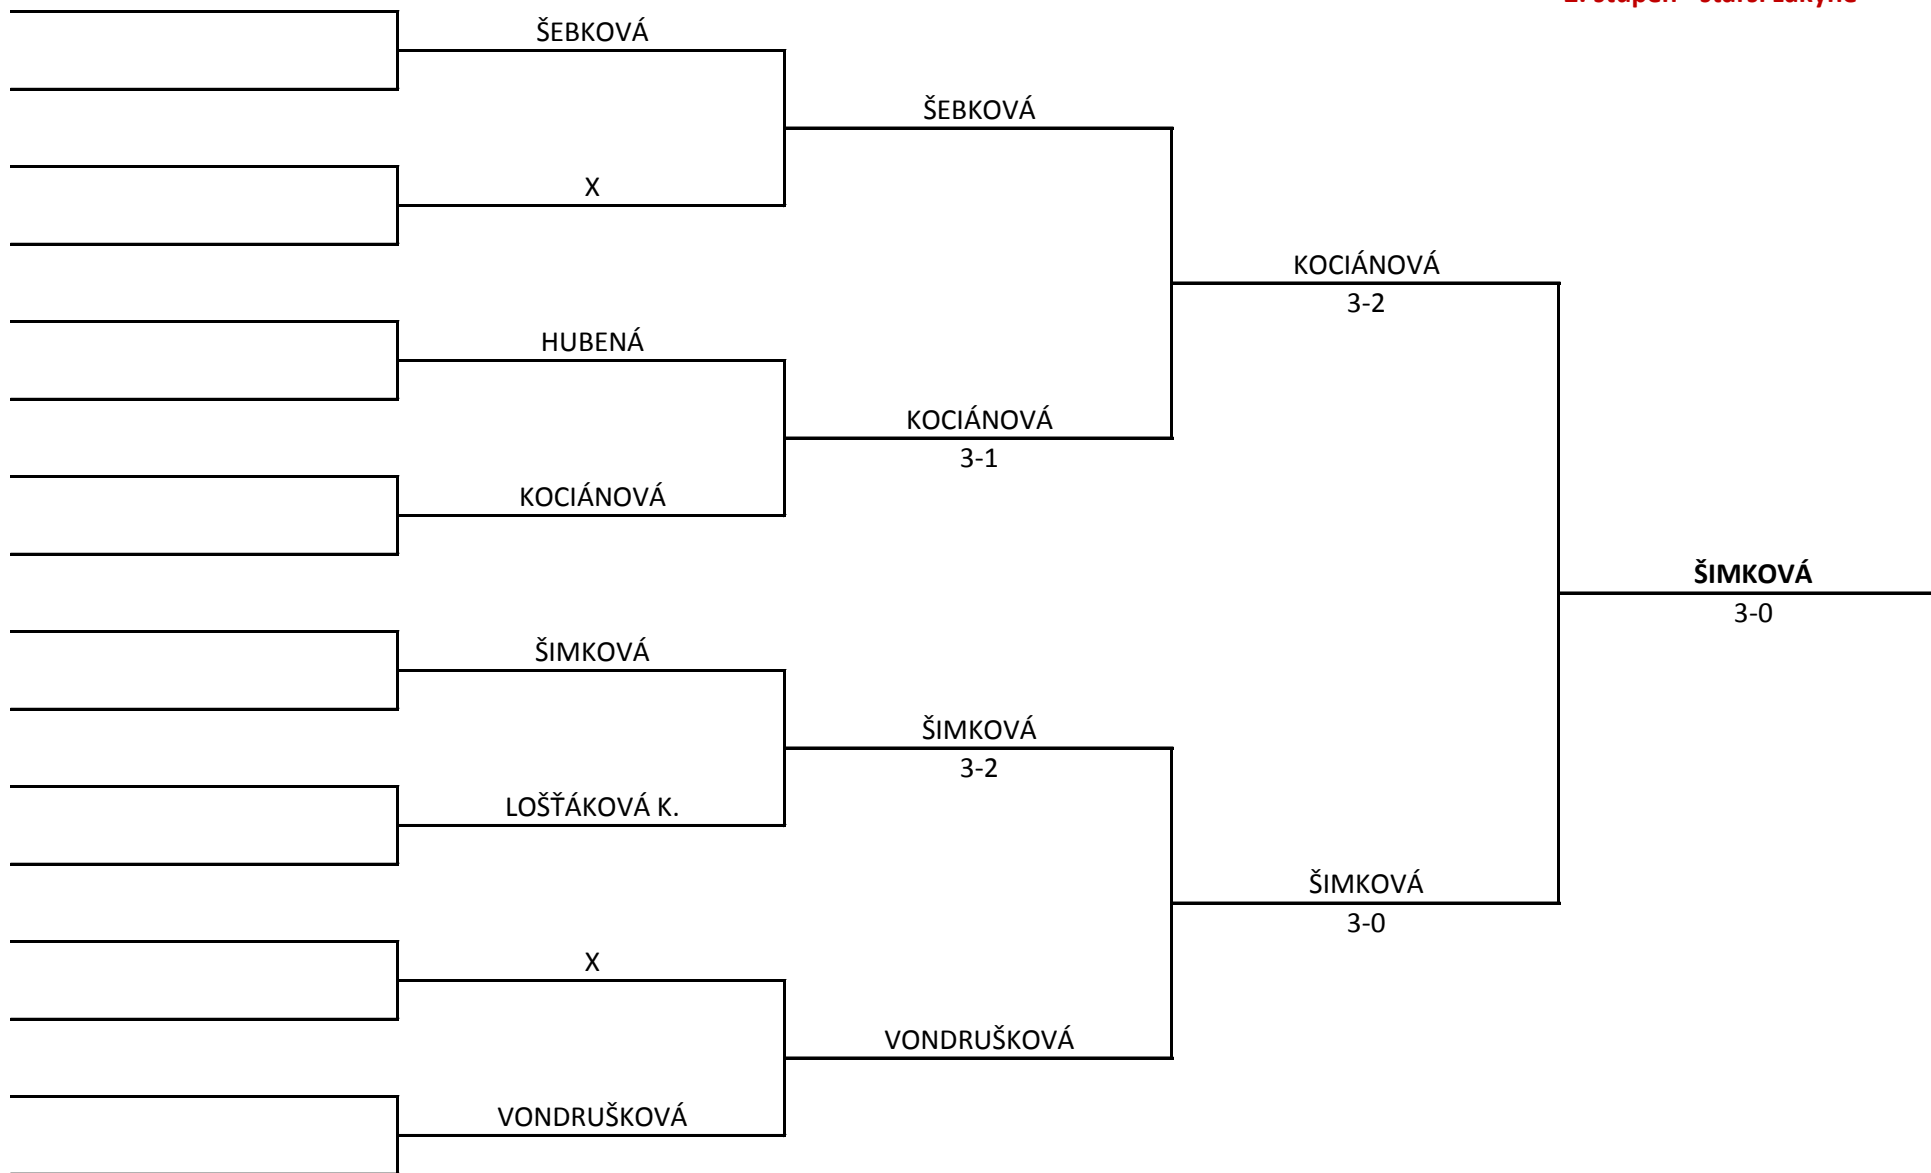 ŠEBKOVÁ
ŠEBKOVÁ
X
KOCIÁNOVÁ
3-2
HUBENÁ
KOCIÁNOVÁ
3-1
KOCIÁNOVÁ
ŠIMKOVÁ
3-0
ŠIMKOVÁ
ŠIMKOVÁ
3-2
LOŠŤÁKOVÁ K.
ŠIMKOVÁ
3-0
X
VONDRUŠKOVÁ
VONDRUŠKOVÁ